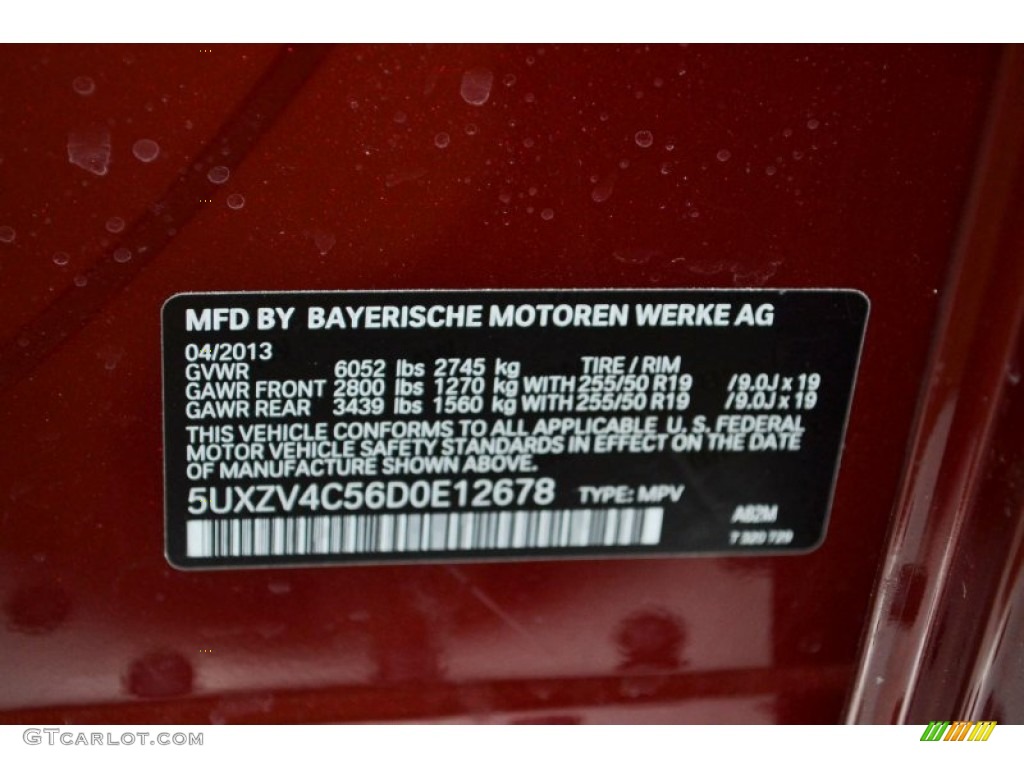 MFD BY BAYERISCHE MOTOREN WERKE AG
04/2013
GVWR 6052 lbs 2745 kg TIRE / RIM
GAWR FRONT 2800 lbs 1270 kg WITH 255/50 R19 /9.0J x 19
GAWR REAR 3439 lbs 1560 kg WITH 255/50 R19 /9.0J x 19
THIS VEHICLE CONFORMS TO ALL APPLICABLE U. S. FEDERAL
MOTOR VEHICLE SAFETY STANDARDS IN EFFECT ON THE DATE
OF MANUFACTURE SHOWN ABOVE.
5UXZV4C56D0E12678 TYPE: MPV
GTCARLOT.COM